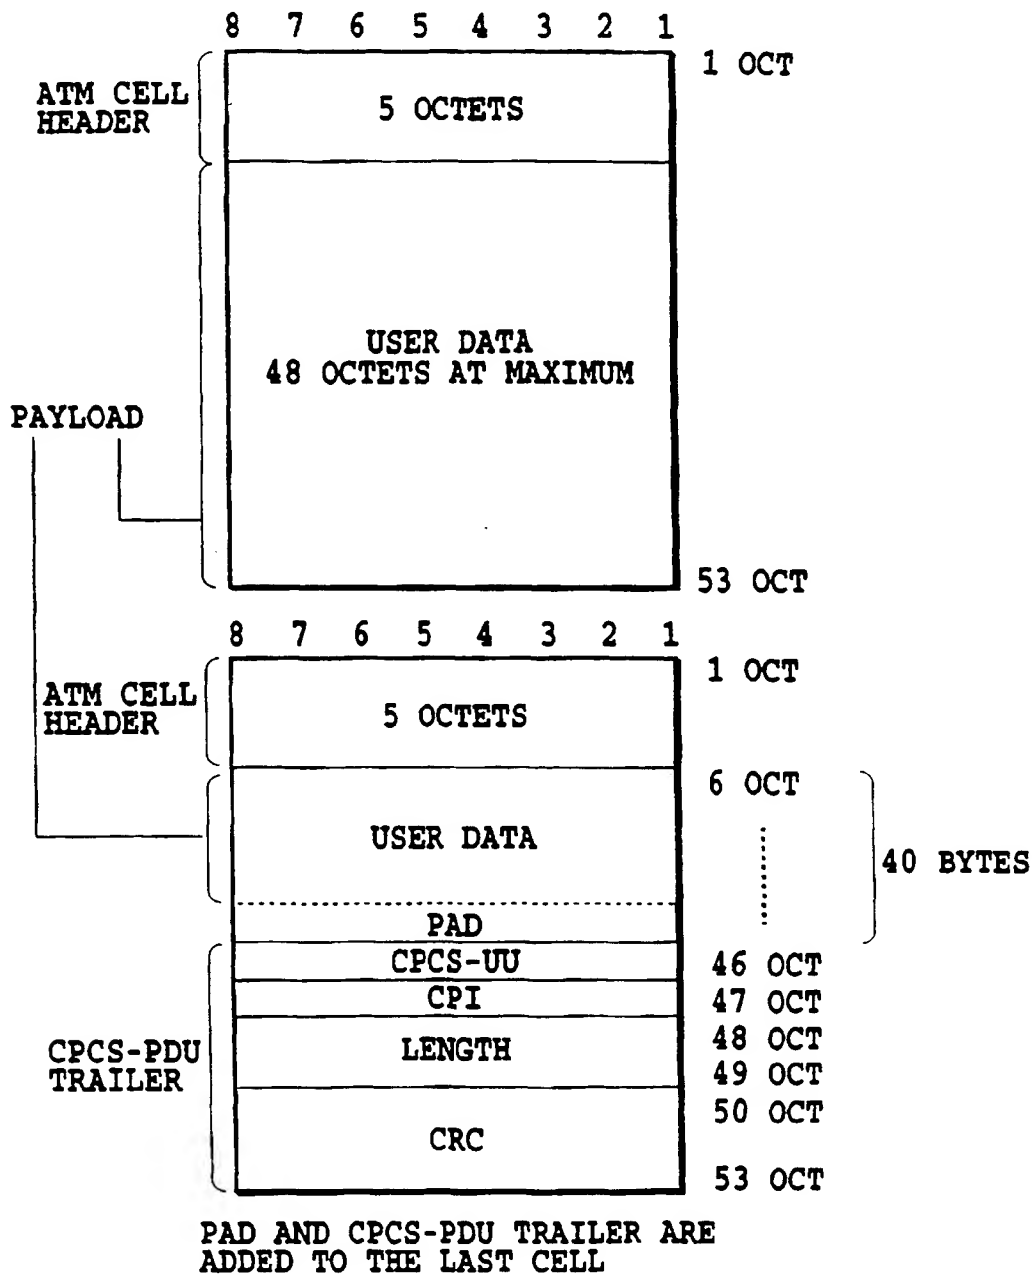 8 7 6 5 4 3 2 1
1 OCT
ATM CELL
HEADER
5 OCTETS
USER DATA
48 OCTETS AT MAXIMUM
PAYLOAD
53 OCT
8 7 6 5 4 3 2 1
1 OCT
ATM CELL
HEADER
5 OCTETS
6 OCT
USER DATA
40 BYTES
PAD
CPCS-UU
46 OCT
CPI
47 OCT
CPCS-PDU
TRAILER
LENGTH
48 OCT
49 OCT
50 OCT
CRC
53 OCT
PAD AND CPCS-PDU TRAILER ARE
ADDED TO THE LAST CELL